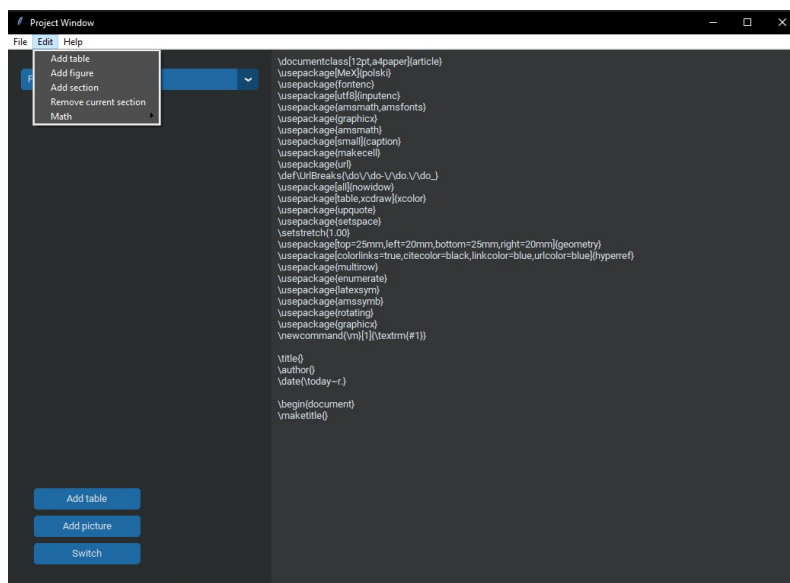 Project Window
File Edit Help
Add table
Add figure
Add section
Remove current section
Math
\documentclass[12pt,a4paper]{article}
\usepackage{MeX}{polski}
\usepackage{fontenc}
\usepackage[utf8]{inputenc}
\usepackage{amsmath,amsfonts}
\usepackage{graphicx}
\usepackage{amsmath}
\usepackage[small]{caption}
\usepackage{makecell}
\usepackage{url}
\def\UrlBreaks{\do\/\do-\/\do.\/\do_}
\usepackage[all]{nowidow}
\usepackage[table,xcdraw]{xcolor}
\usepackage{upquote}
\usepackage{setspace}
\setstretch{1.00}
\usepackage[top=25mm,left=20mm,bottom=25mm,right=20mm]{geometry}
\usepackage[colorlinks=true,citecolor=black,linkcolor=blue,urlcolor=blue]{hyperref}
\usepackage{multirow}
\usepackage{enumerate}
\usepackage{latexsym}
\usepackage{amssymb}
\usepackage{rotating}
\usepackage{graphicx}
\newcommand{\m}[1]{\textrm{#1}}
\title{}
\author{}
\date{\today~r.}
\begin{document}
\maketitle{}
Add table
Add picture
Switch